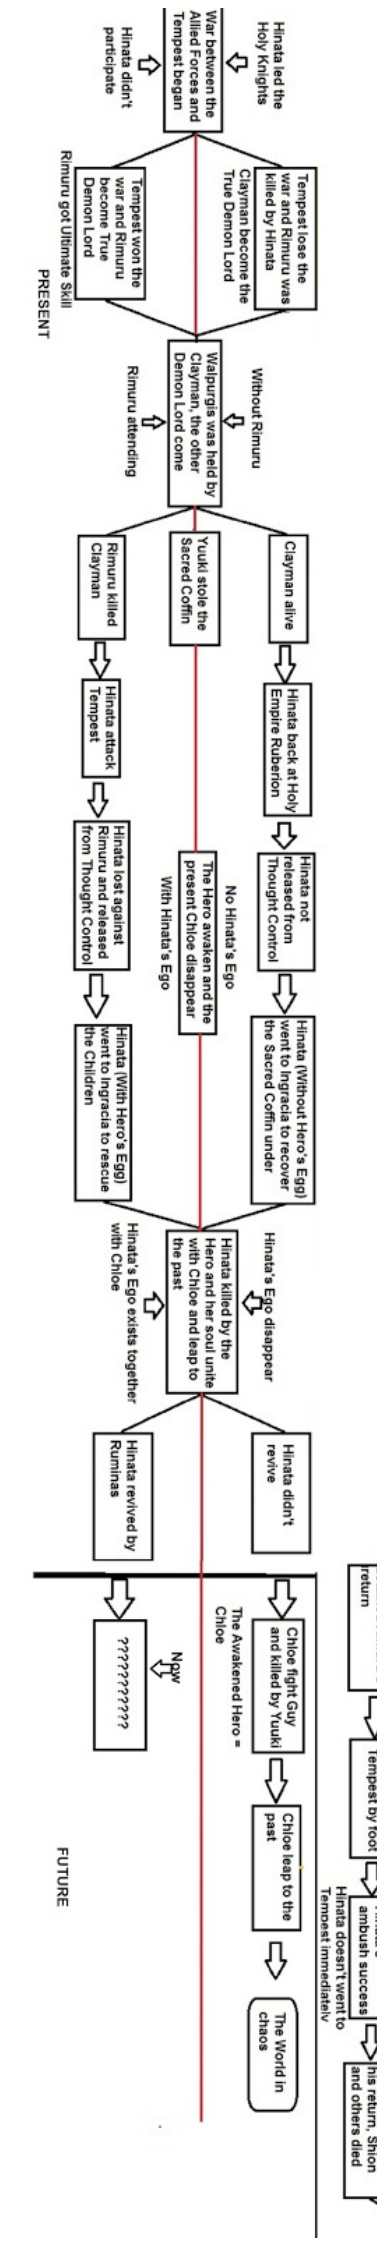 return
Tempest by foot
ambush success
Hinata doesn't went to
Tempest immediately
his return, Shion
and others died
Hinata led the
Holy Knights
War between the
Allied Forces and
Tempest began
Hinata didn't
participate
Tempest lose the
war and Rimuru was
killed by Hinata
Clayman become the
True Demon Lord
Tempest won the
war and Rimuru
become True
Demon Lord
Rimuru got Ultimate Skill
PRESENT
Without Rimuru
Walpurgis was held by
Clayman, the other
Demon Lord come
Rimuru attending
Clayman alive
Yuuki stole the
Sacred Coffin
Rimuru killed
Clayman
Hinata back at Holy
Empire Ruberion
Hinata attack
Tempest
Hinata not
released from
Thought Control
No Hinata's Ego
The Hero awaken and the
present Chloe disappear
With Hinata's Ego
Hinata lost against
Rimuru and released
from Thought Control
Hinata (Without Hero's Egg)
went to Ingracia to recover
the Sacred Coffin under
Hinata (With Hero's Egg)
went to Ingracia to rescue
the Children
Hinata's Ego disappear
Hinata killed by the
Hero and her soul unite
with Chloe and leap to
the past
Hinata's Ego exists together
with Chloe
Hinata didn't
revive
Hinata revived by
Ruminas
Chloe fight Guy
and killed by Yuuki
The Awakened Hero =
Chloe
Now
???????????
Chloe leap to the
past
The World in
chaos
FUTURE